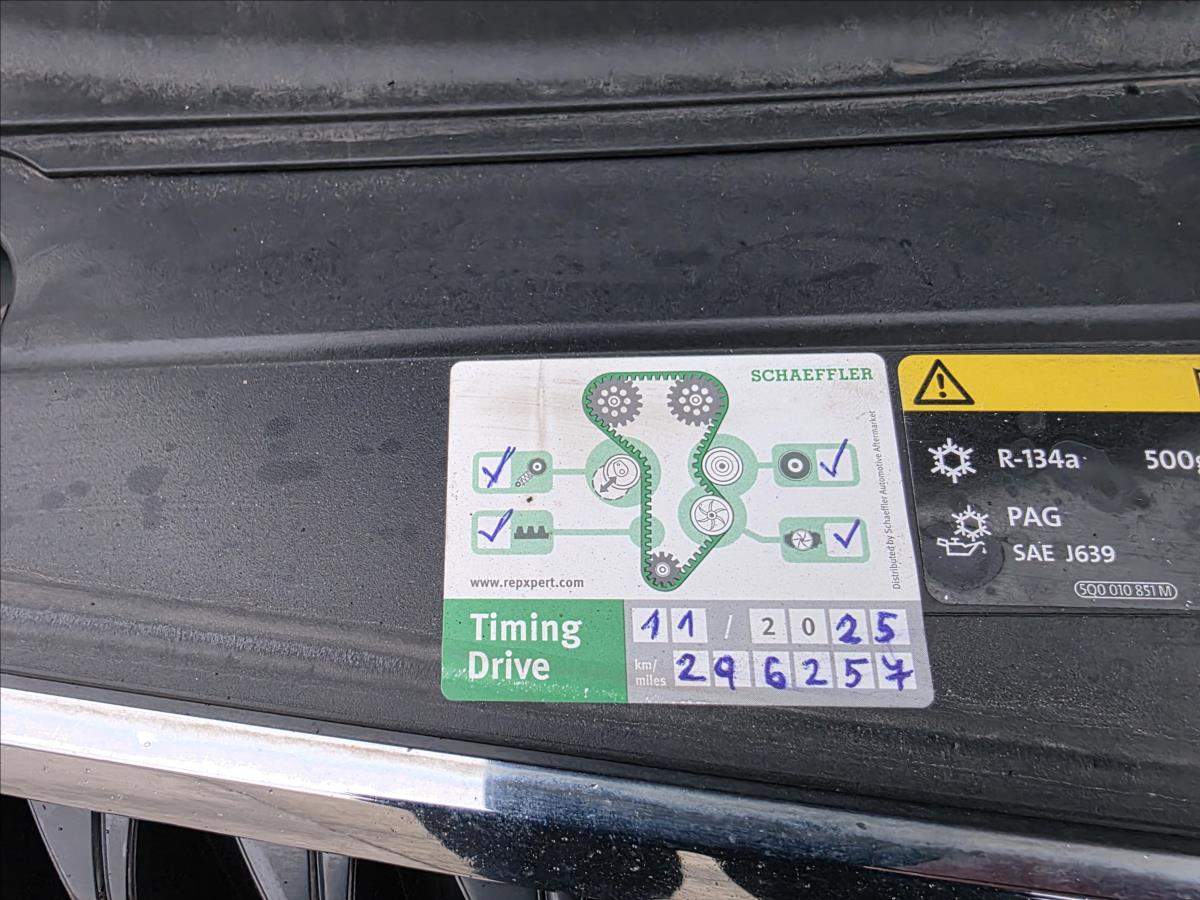 SCHAEFFLER
Distributed by Schaeffler Automotive Aftermarket
www.repxpert.com
Timing
Drive
11 / 2025
km/
miles
296257
R-134a 500g
PAG
SAE J639
5Q0 010 851 M